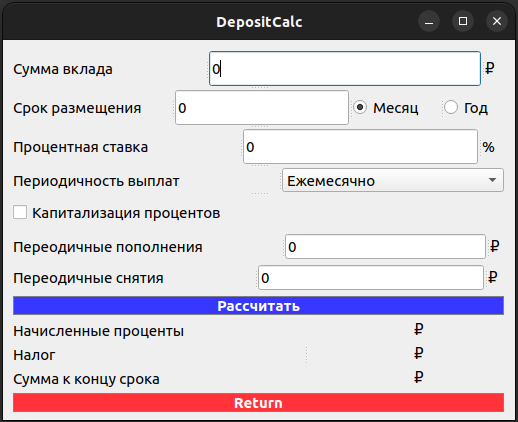 DepositCalc
Сумма вклада 0 ₽
Срок размещения 0 Месяц Год
Процентная ставка 0 %
Периодичность выплат Ежемесячно
Капитализация процентов
Переодичные пополнения 0 ₽
Переодичные снятия 0 ₽
Рассчитать
Начисленные проценты ₽
Налог ₽
Сумма к концу срока ₽
Return